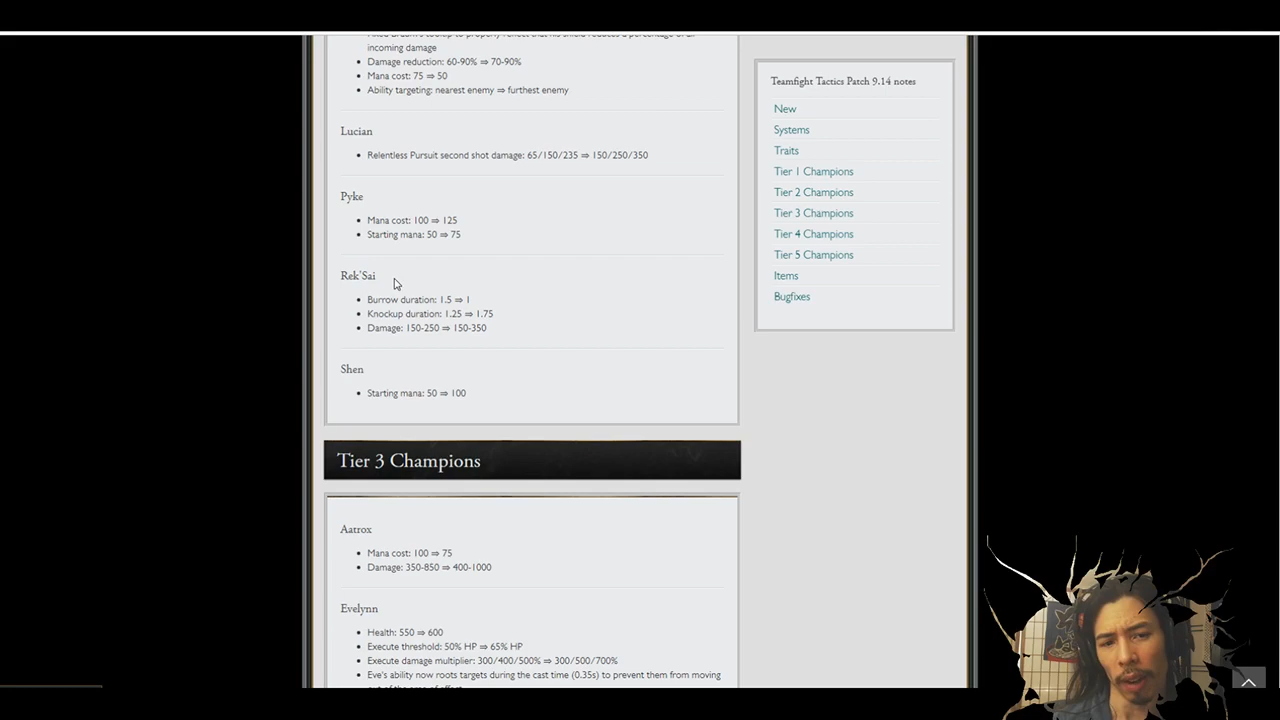 incoming damage
• Damage reduction: 60-90% ⇒ 70-90%
• Mana cost: 75 ⇒ 50
• Ability targeting: nearest enemy ⇒ furthest enemy
Lucian
• Relentless Pursuit second shot damage: 65/150/235 ⇒ 150/250/350
Pyke
• Mana cost: 100 ⇒ 125
• Starting mana: 50 ⇒ 75
Rek'Sai
• Burrow duration: 1.5 ⇒ 1
• Knockup duration: 1.25 ⇒ 1.75
• Damage: 150-250 ⇒ 150-350
Shen
• Starting mana: 50 ⇒ 100
Tier 3 Champions
Aatrox
• Mana cost: 100 ⇒ 75
• Damage: 350-850 ⇒ 400-1000
Evelynn
• Health: 550 ⇒ 600
• Execute threshold: 50% HP ⇒ 65% HP
• Execute damage multiplier: 300/400/500% ⇒ 300/500/700%
• Eve's ability now roots targets during the cast time (0.35s) to prevent them from moving
Teamfight Tactics Patch 9.14 notes
New
Systems
Traits
Tier 1 Champions
Tier 2 Champions
Tier 3 Champions
Tier 4 Champions
Tier 5 Champions
Items
Bugfixes